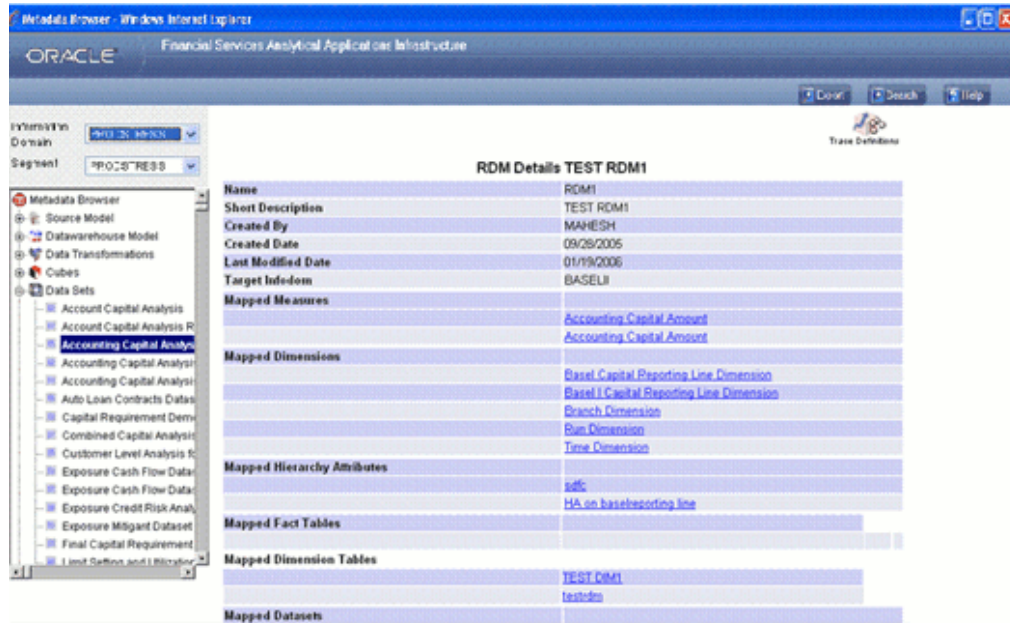 Metadata Browser - Windows Internet Explorer
ORACLE
Financial Services Analytical Applications Infrastructure
Export
Search
Help
Information Domain
Segment
PROCSTRESS
Trace Definitions
Metadata Browser
Source Model
Datawarehouse Model
Data Transformations
Cubes
Data Sets
Account Capital Analysis
Account Capital Analysis R
Accounting Capital Analys
Accounting Capital Analysi
Accounting Capital Analysi
Auto Loan Contracts Datas
Capital Requirement Dem
Combined Capital Analysis
Customer Level Analysis fo
Exposure Cash Flow Datas
Exposure Cash Flow Datas
Exposure Credit Risk Analy
Exposure Mitigant Dataset
Final Capital Requirement
Limit Setting and Utilization
RDM Details TEST RDM1
Name RDM1
Short Description TEST RDM1
Created By MAHESH
Created Date 09/28/2005
Last Modified Date 01/19/2006
Target Infodom BASELII
Mapped Measures
Accounting Capital Amount
Accounting Capital Amount
Mapped Dimensions
Basel Capital Reporting Line Dimension
Basel I Capital Reporting Line Dimension
Branch Dimension
Run Dimension
Time Dimension
Mapped Hierarchy Attributes
sdfc
HA on baselreporting line
Mapped Fact Tables
Mapped Dimension Tables
TEST DIM1
testrdm
Mapped Datasets